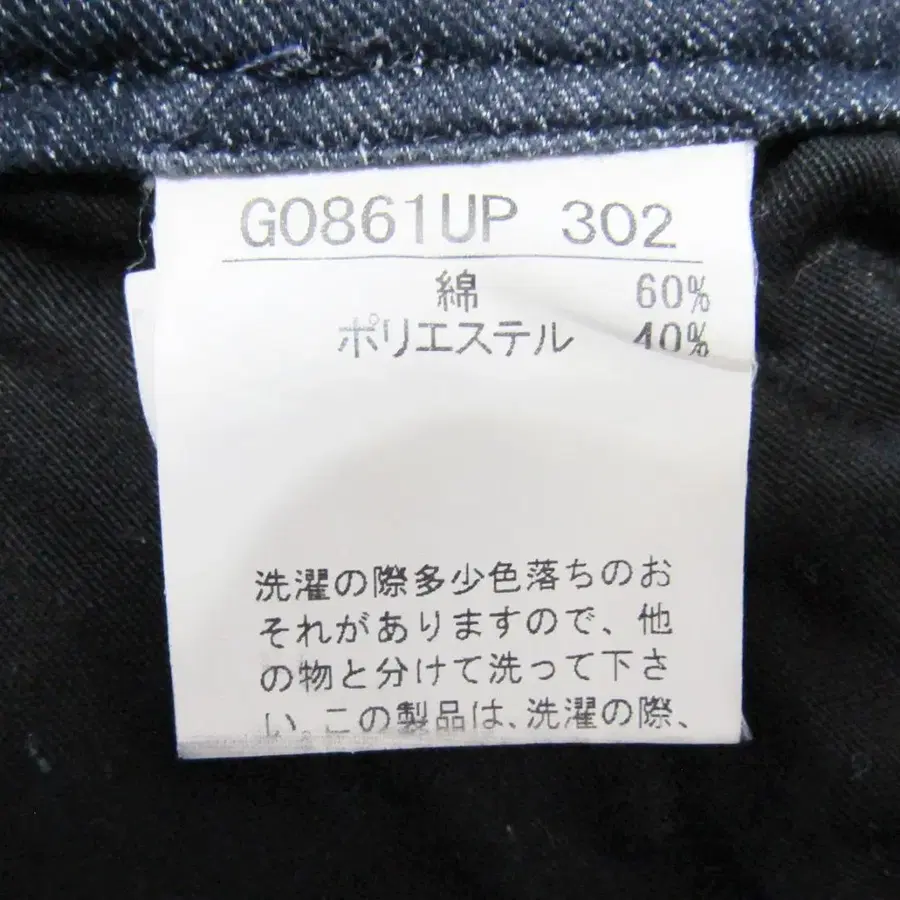 GO861UP 302
綿 60%
ポリエステル 40%
洗濯の際多少色落ちのお
それがありますので、他
の物と分けて洗って下さ
い。この製品は、洗濯の際、